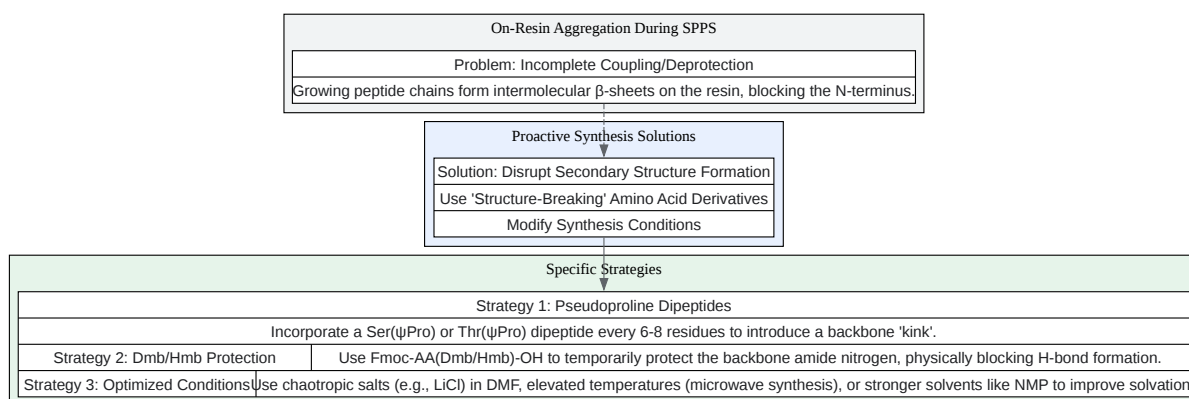 On-Resin Aggregation During SPPS
Problem: Incomplete Coupling/Deprotection
Growing peptide chains form intermolecular β-sheets on the resin, blocking the N-terminus.
Proactive Synthesis Solutions
Solution: Disrupt Secondary Structure Formation
Use 'Structure-Breaking' Amino Acid Derivatives
Modify Synthesis Conditions
Specific Strategies
Strategy 1: Pseudoproline Dipeptides
Incorporate a Ser(ψPro) or Thr(ψPro) dipeptide every 6-8 residues to introduce a backbone 'kink'.
Strategy 2: Dmb/Hmb Protection
Use Fmoc-AA(Dmb/Hmb)-OH to temporarily protect the backbone amide nitrogen, physically blocking H-bond formation.
Strategy 3: Optimized Conditions
Use chaotropic salts (e.g., LiCl) in DMF, elevated temperatures (microwave synthesis), or stronger solvents like NMP to improve solvation